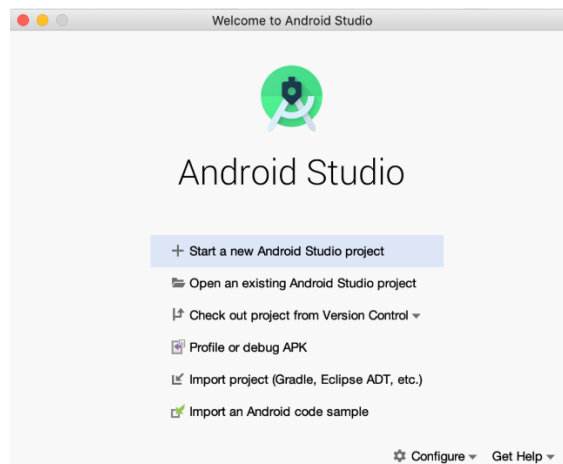 Welcome to Android Studio
Android Studio
Start a new Android Studio project
Open an existing Android Studio project
Check out project from Version Control
Profile or debug APK
Import project (Gradle, Eclipse ADT, etc.)
Import an Android code sample
Configure Get Help